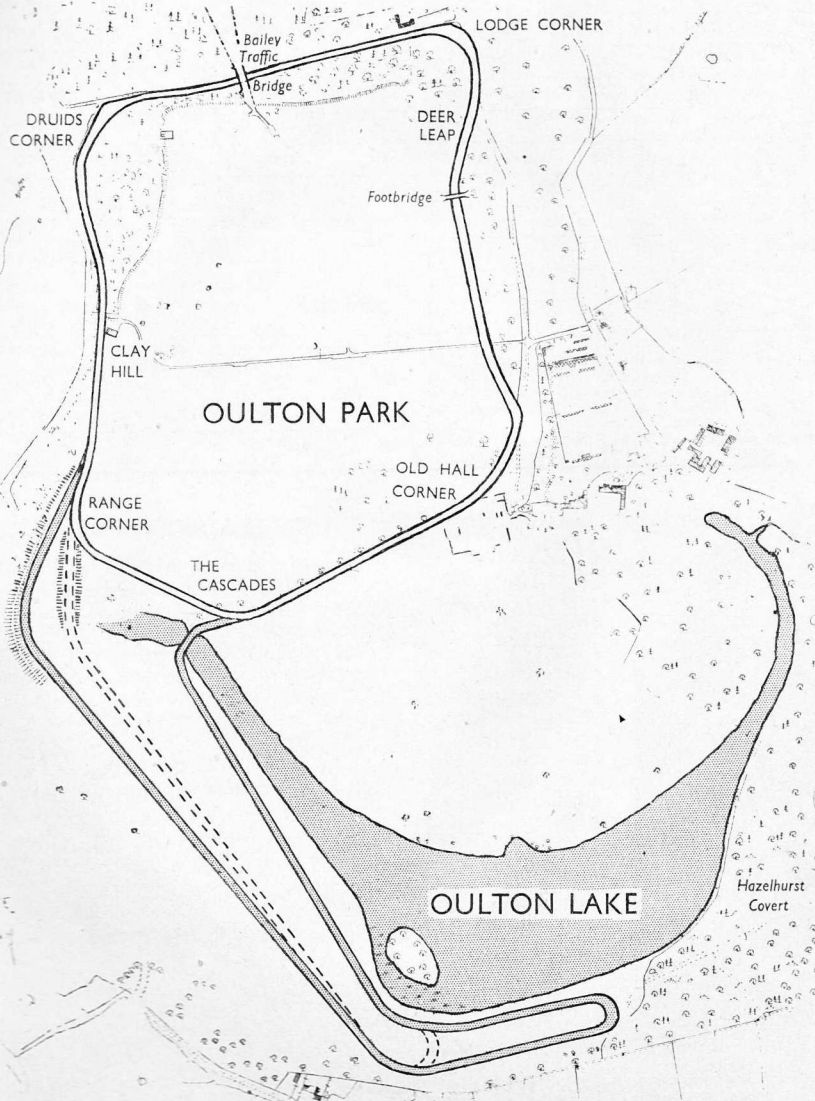 LODGE CORNER
Bailey
Traffic
Bridge
DRUIDS
CORNER
DEER
LEAP
Footbridge
CLAY
HILL
OULTON PARK
OLD HALL
CORNER
RANGE
CORNER
THE
CASCADES
OULTON LAKE
Hazelhurst
Covert